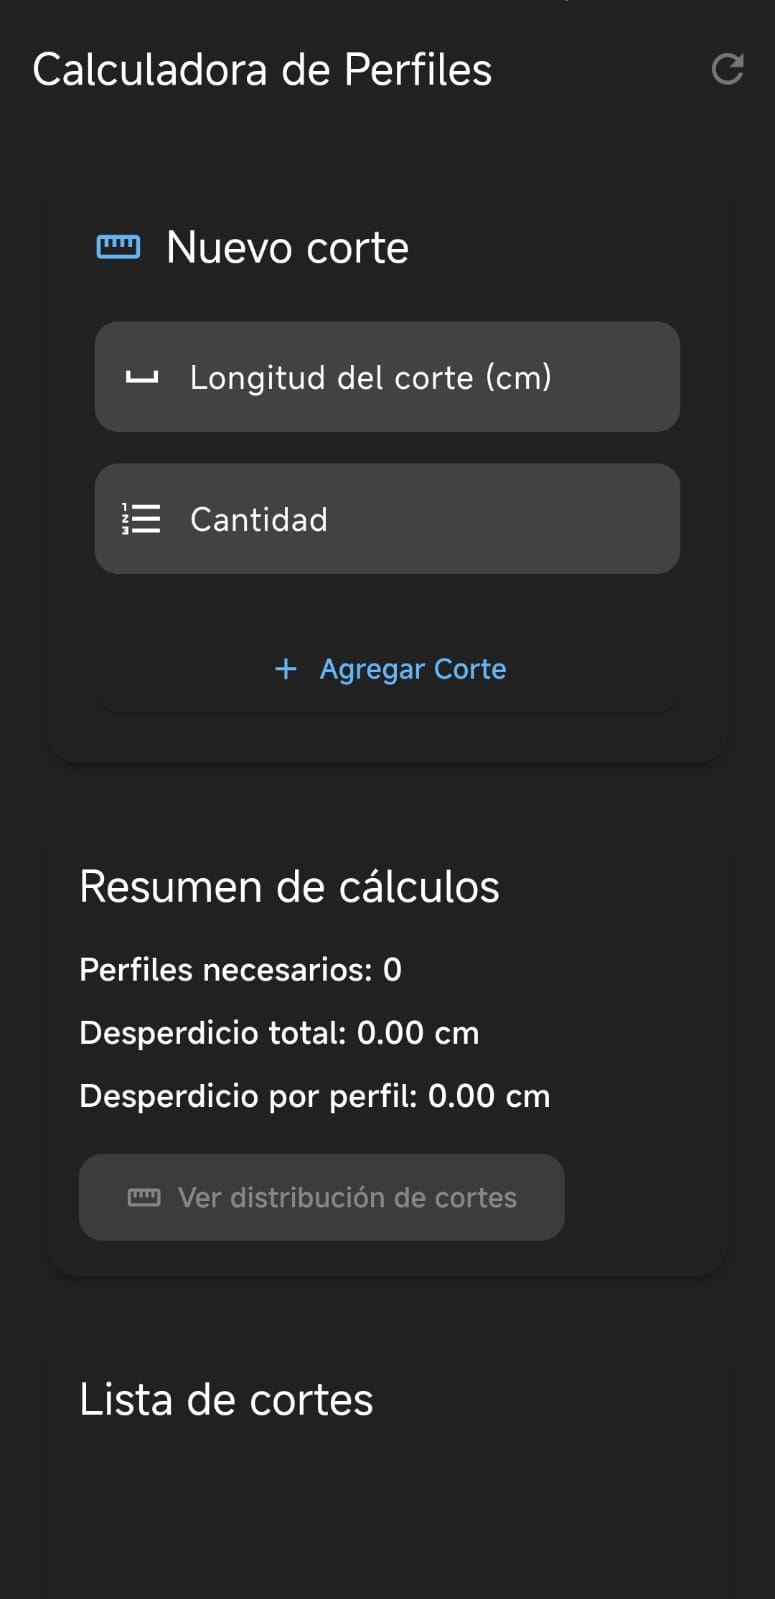 Calculadora de Perfiles
Nuevo corte
Longitud del corte (cm)
Cantidad
+ Agregar Corte
Resumen de cálculos
Perfiles necesarios: 0
Desperdicio total: 0.00 cm
Desperdicio por perfil: 0.00 cm
Ver distribución de cortes
Lista de cortes